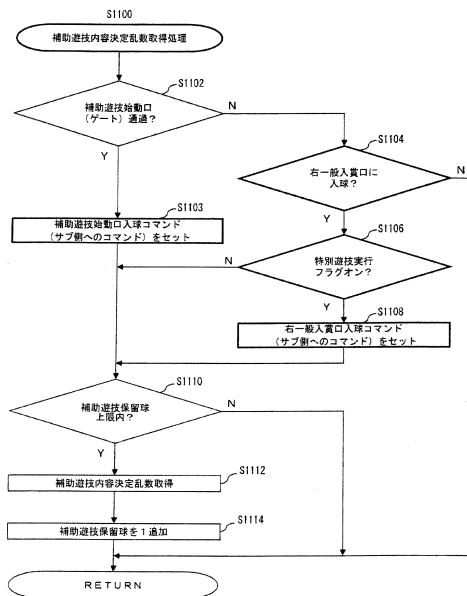 S1100
補助遊技内容決定乱数取得処理
S1102
補助遊技始動口
(ゲート)通過?
N
Y
S1104
右一般入賞口に
入球?
N
Y
S1103
補助遊技始動口入球コマンド
(サブ側へのコマンド)をセット
S1106
特別遊技実行
フラグオン?
N
Y
S1108
右一般入賞口入球コマンド
(サブ側へのコマンド)をセット
S1110
補助遊技保留球
上限内?
N
Y
S1112
補助遊技内容決定乱数取得
S1114
補助遊技保留球を1追加
RETURN